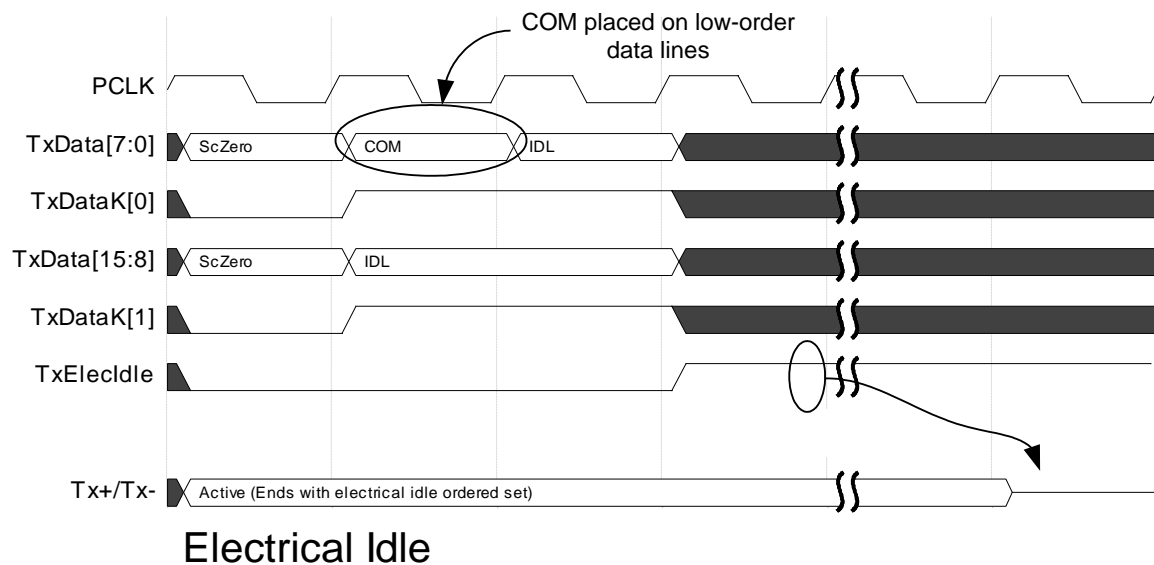 COM placed on low-order
data lines
PCLK
TxData[7:0]
ScZero
COM
IDL
TxDataK[0]
TxData[15:8]
ScZero
IDL
TxDataK[1]
TxElecIdle
Tx+/Tx-
Active (Ends with electrical idle ordered set)
Electrical Idle